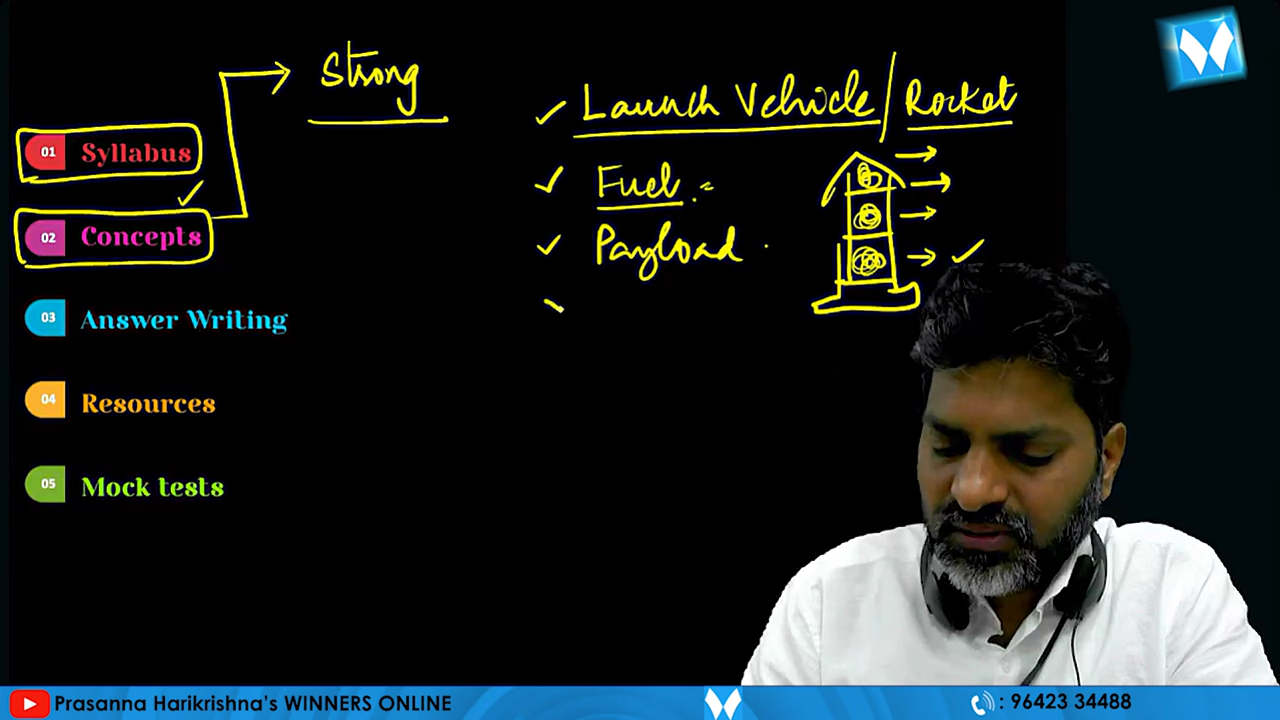 Strong
Launch Vehicle / Rocket
01 Syllabus
Fuel
02 Concepts
Payload
03 Answer Writing
04 Resources
05 Mock tests
W
Prasanna Harikrishna's WINNERS ONLINE
: 96423 34488